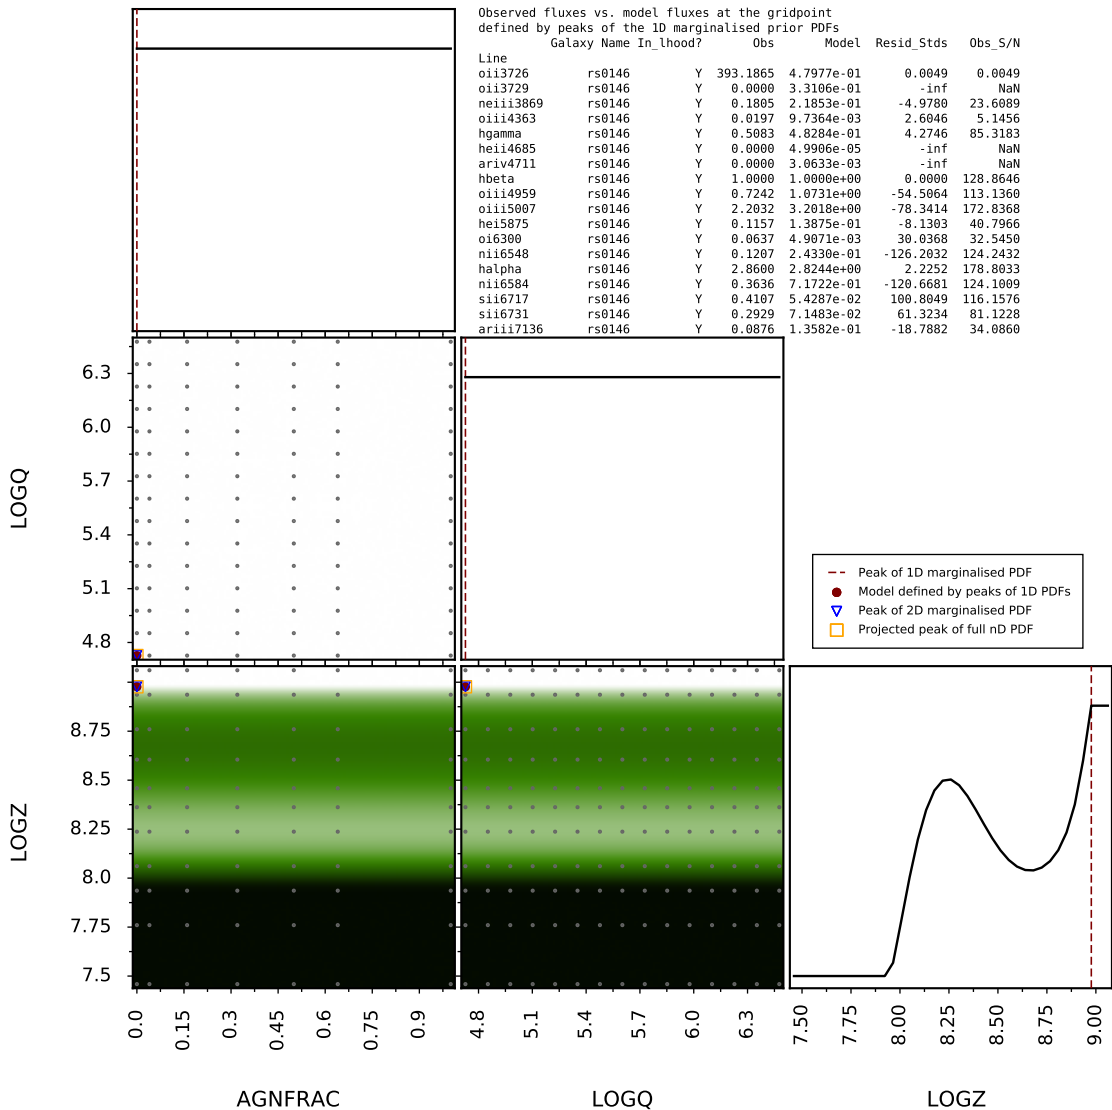 Observed fluxes vs. model fluxes at the gridpoint
defined by peaks of the 1D marginalised prior PDFs
Galaxy Name In_lhood? Obs Model Resid_Stds Obs_S/N
Line
oii3726 rs0146 Y 393.1865 4.7977e-01 0.0049 0.0049
oii3729 rs0146 Y 0.0000 3.3106e-01 -inf NaN
neiii3869 rs0146 Y 0.1805 2.1853e-01 -4.9780 23.6089
oiii4363 rs0146 Y 0.0197 9.7364e-03 2.6046 5.1456
hgamma rs0146 Y 0.5083 4.8284e-01 4.2746 85.3183
heii4685 rs0146 Y 0.0000 4.9906e-05 -inf NaN
ariv4711 rs0146 Y 0.0000 3.0633e-03 -inf NaN
hbeta rs0146 Y 1.0000 1.0000e+00 0.0000 128.8646
oiii4959 rs0146 Y 0.7242 1.0731e+00 -54.5064 113.1360
oiii5007 rs0146 Y 2.2032 3.2018e+00 -78.3414 172.8368
hei5875 rs0146 Y 0.1157 1.3875e-01 -8.1303 40.7966
oi6300 rs0146 Y 0.0637 4.9071e-03 30.0368 32.5450
nii6548 rs0146 Y 0.1207 2.4330e-01 -126.2032 124.2432
halpha rs0146 Y 2.8600 2.8244e+00 2.2252 178.8033
nii6584 rs0146 Y 0.3636 7.1722e-01 -120.6681 124.1009
sii6717 rs0146 Y 0.4107 5.4287e-02 100.8049 116.1576
sii6731 rs0146 Y 0.2929 7.1483e-02 61.3234 81.1228
ariii7136 rs0146 Y 0.0876 1.3582e-01 -18.7882 34.0860
LOGQ
6.3
6.0
5.7
5.4
5.1
4.8
Peak of 1D marginalised PDF
Model defined by peaks of 1D PDFs
Peak of 2D marginalised PDF
Projected peak of full nD PDF
LOGZ
8.75
8.5
8.25
8.0
7.75
7.5
0.0 0.15 0.3 0.45 0.6 0.75 0.9
4.8 5.1 5.4 5.7 6.0 6.3
7.50 7.75 8.00 8.25 8.50 8.75 9.00
AGNFRAC LOGQ LOGZ